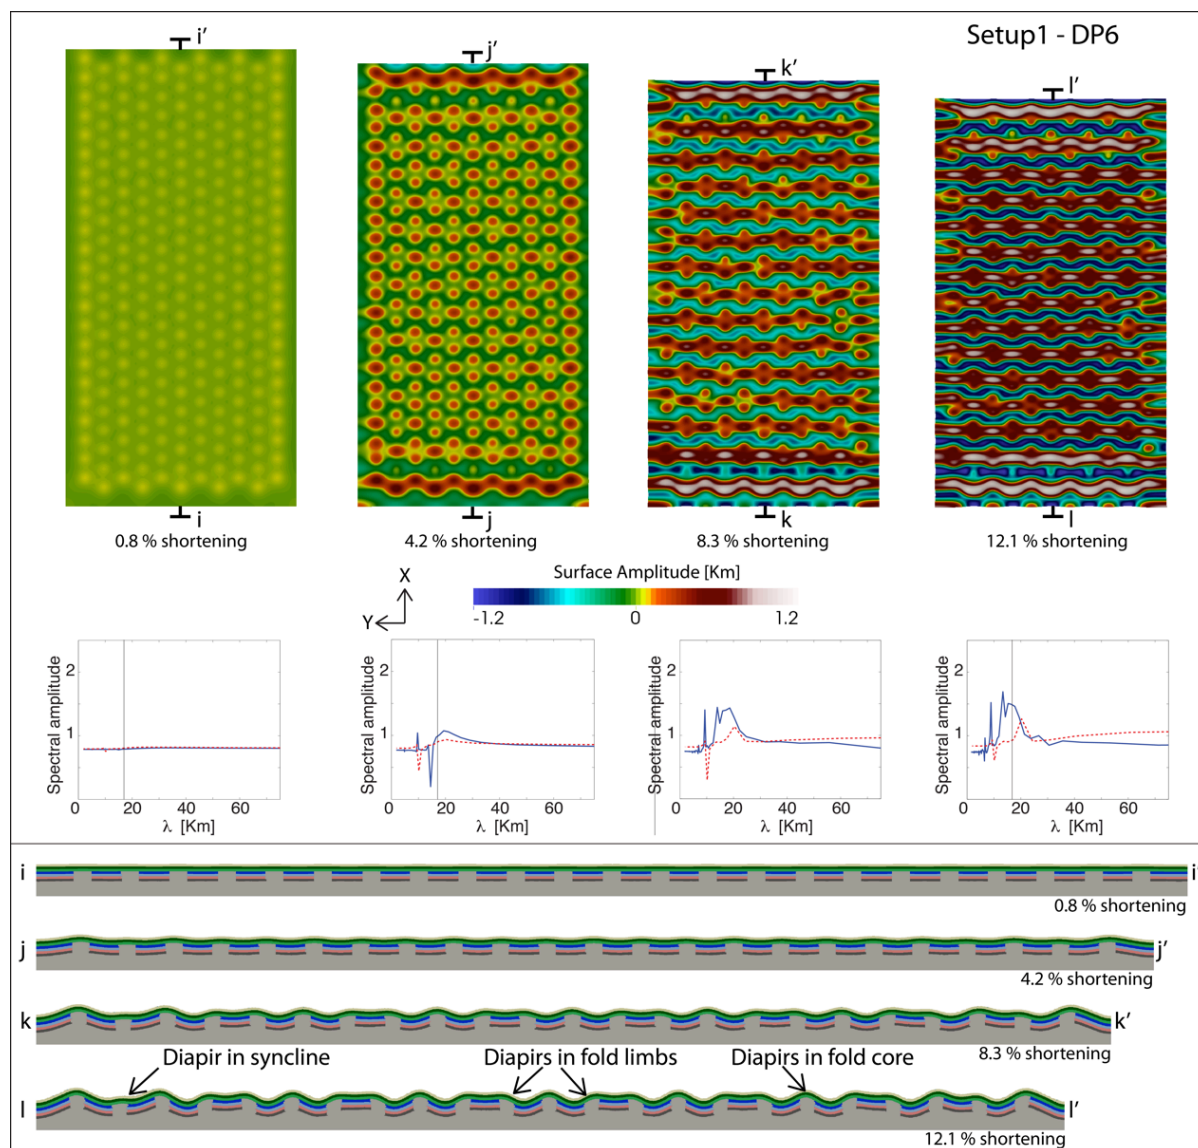 Setup1 - DP6
i’
j’
k’
l’
i
j
k
l
0.8 % shortening
4.2 % shortening
8.3 % shortening
12.1 % shortening
X
Y
Surface Amplitude [Km]
-1.2 0 1.2
Spectral amplitude
2
1
0 20 40 60
λ [Km]
Spectral amplitude
2
1
0 20 40 60
λ [Km]
Spectral amplitude
2
1
0 20 40 60
λ [Km]
Spectral amplitude
2
1
0 20 40 60
λ [Km]
i i’
0.8 % shortening
j j’
4.2 % shortening
k k’
8.3 % shortening
Diapir in syncline Diapirs in fold limbs Diapirs in fold core
l l’
12.1 % shortening